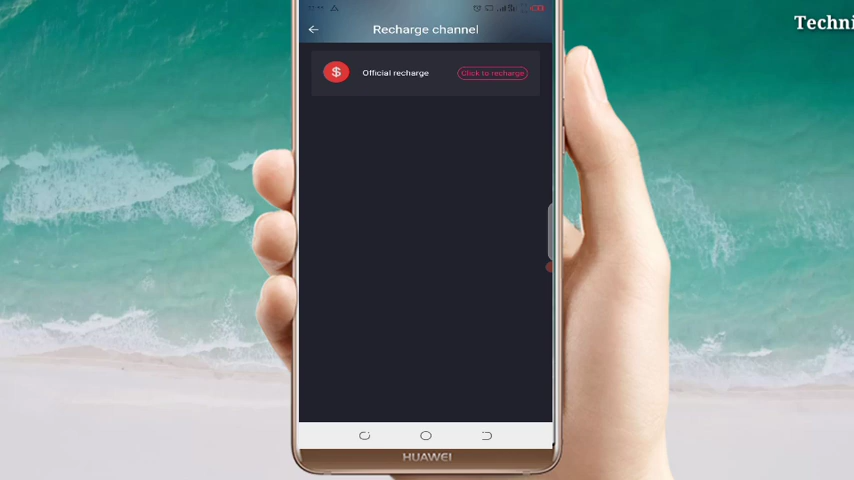 Techni
Recharge channel
Official recharge
Click to recharge
HUAWEI